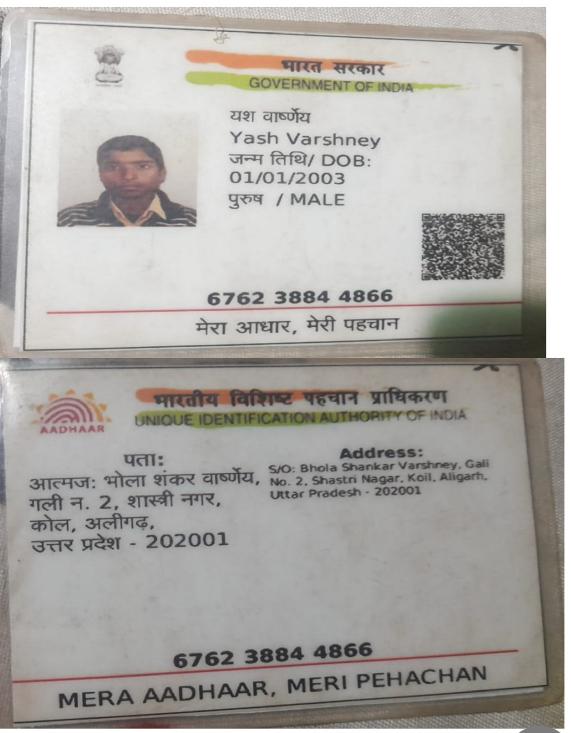 भारत सरकार
GOVERNMENT OF INDIA
यश वार्ष्णेय
Yash Varshney
जन्म तिथि/ DOB:
01/01/2003
पुरुष / MALE
6762 3884 4866
मेरा आधार, मेरी पहचान
भारतीय विशिष्ट पहचान प्राधिकरण
UNIQUE IDENTIFICATION AUTHORITY OF INDIA
AADHAAR
पता:
आत्मज: भोला शंकर वार्ष्णेय,
गली न. 2, शास्त्री नगर,
कोल, अलीगढ़,
उत्तर प्रदेश - 202001
Address:
S/O: Bhola Shankar Varshney, Gali
No. 2, Shastri Nagar, Koil, Aligarh,
Uttar Pradesh - 202001
6762 3884 4866
MERA AADHAAR, MERI PEHACHAN